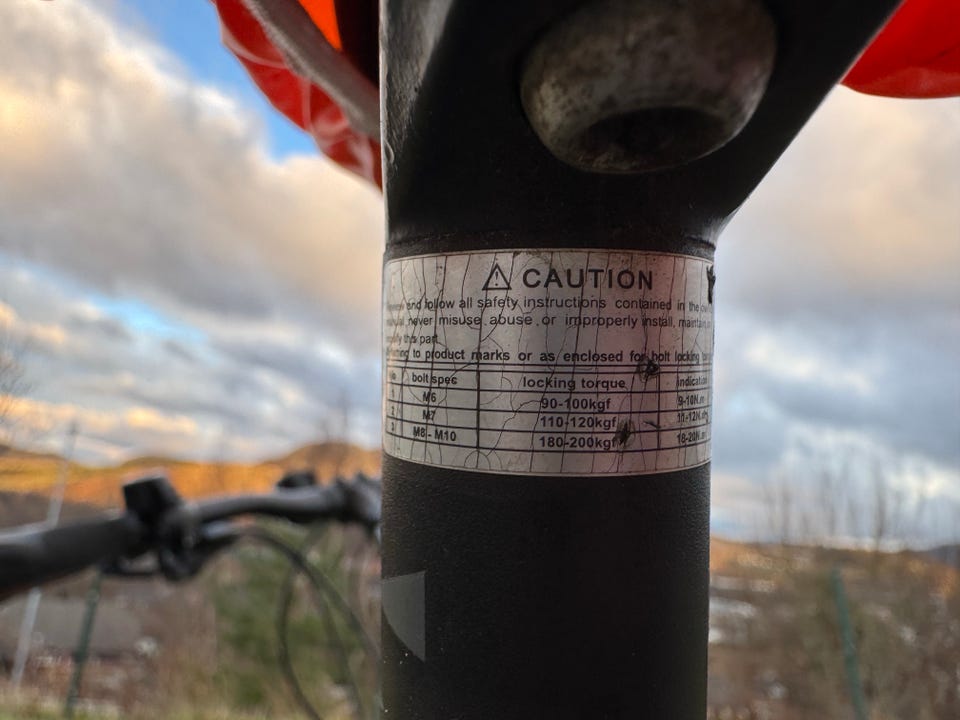 ⚠ CAUTION
and follow all safety instructions contained in the
never misuse abuse or improperly install,
this part
to product marks or as enclosed for bolt locking
bolt spec locking torque
M6 90-100kgf 9-10N.m
2 M7 110-120kgf 11-12N.m
3 M8 - M10 180-200kgf 18-20N.m